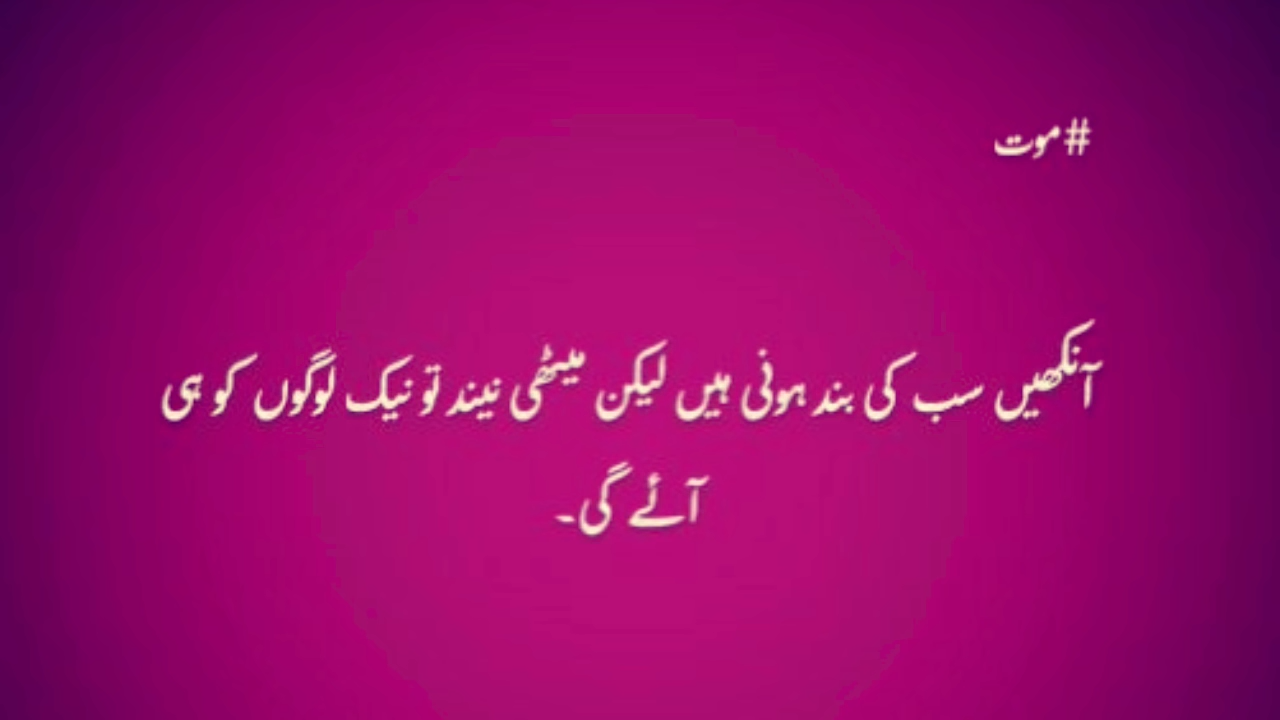 #موت
آنکھیں سب کی بند ہونی ہیں لیکن میٹھی نیند تو نیک لوگوں کو ہی
آئے گی۔